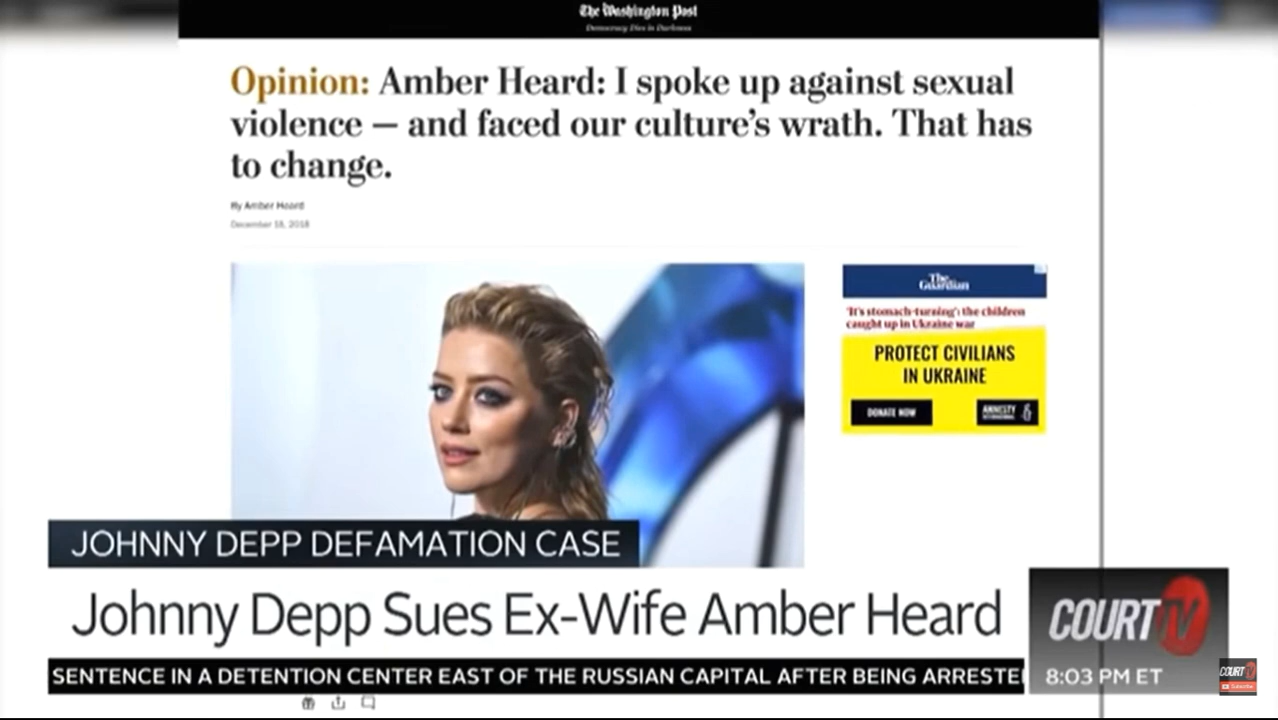 The Washington Post
Democracy Dies in Darkness
Opinion: Amber Heard: I spoke up against sexual
violence — and faced our culture's wrath. That has
to change.
By Amber Heard
December 18, 2018
The
Guardian
'It's stomach-turning': the children
caught up in Ukraine war
PROTECT CIVILIANS
IN UKRAINE
DONATE NOW
AMNESTY
INTERNATIONAL
JOHNNY DEPP DEFAMATION CASE
Johnny Depp Sues Ex-Wife Amber Heard
COURT TV
SENTENCE IN A DETENTION CENTER EAST OF THE RUSSIAN CAPITAL AFTER BEING ARRESTE
8:03 PM ET
COURT TV
Subscribe